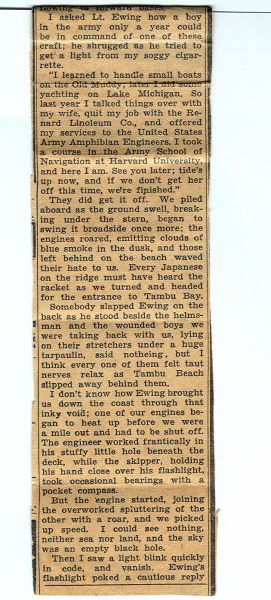 flowing to forward bases.
I asked Lt. Ewing how a boy
in the army only a year could
be in command of one of these
craft; he shrugged as he tried to
get a light from my soggy cigar-
rette.
"I learned to handle small boats
on the Old Muddy; later I did some
yachting on Lake Michigan. So
last year I talked things over with
my wife, quit my job with the Re-
nard Linoleum Co., and offered
my services to the United States
Army Amphibian Engineers. I took
a course in the Army School of
Navigation at Harvard University,
and here I am. See you later; tide's
up now, and if we don't get her
off this time, we're finished."
They did get it off. We piled
aboard as the ground swell, break-
ing under the stern, began to
swing it broadside once more; the
engines roared, emitting clouds of
blue smoke in the dusk, and those
left behind on the beach waved
their hate to us. Every Japanese
on the ridge must have heard the
racket as we turned and headed
for the entrance to Tambu Bay.
Somebody slapped Ewing on the
back as he stood beside the helms-
man and the wounded boys we
were taking back with us, lying
on their stretchers under a huge
tarpaulin, said notheing, but I
think every one of them felt taut
nerves relax as Tambu Beach
slipped away behind them.
I don't know how Ewing brought
us down the coast through that
inky void; one of our engines be-
gan to heat up before we were
a mile out and had to be shut off.
The engineer worked frantically in
his stuffy little hole beneath the
deck, while the skipper, holding
his hand close over his flashlight,
took occasional bearings with a
pocket compass.
But the engine started, joining
the overworked spluttering of the
other with a roar, and we picked
up speed. I could see nothing,
neither sea nor land, and the sky
was an empty black hole.
Then I saw a light blink quickly
in code, and vanish. Ewing's
flashlight poked a cautious reply